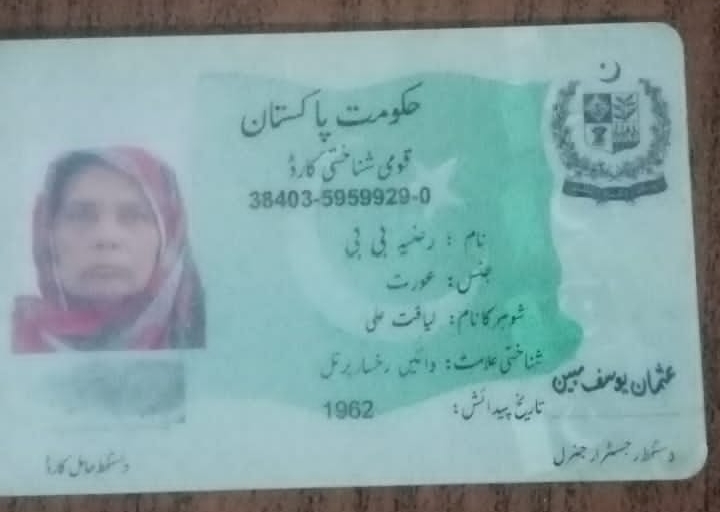 حکومت پاکستان
قومی شناختی کارڈ
38403-5959929-0
نام : رضیہ بی بی
جنس: عورت
شوہر کا نام: لیاقت علی
شناختی علامت: دائیں رخسار پر تل
تاریخ پیدائش: 1962
عثمان یوسف مبین
دستخط رجسٹرار جنرل
دستخط حامل کارڈ